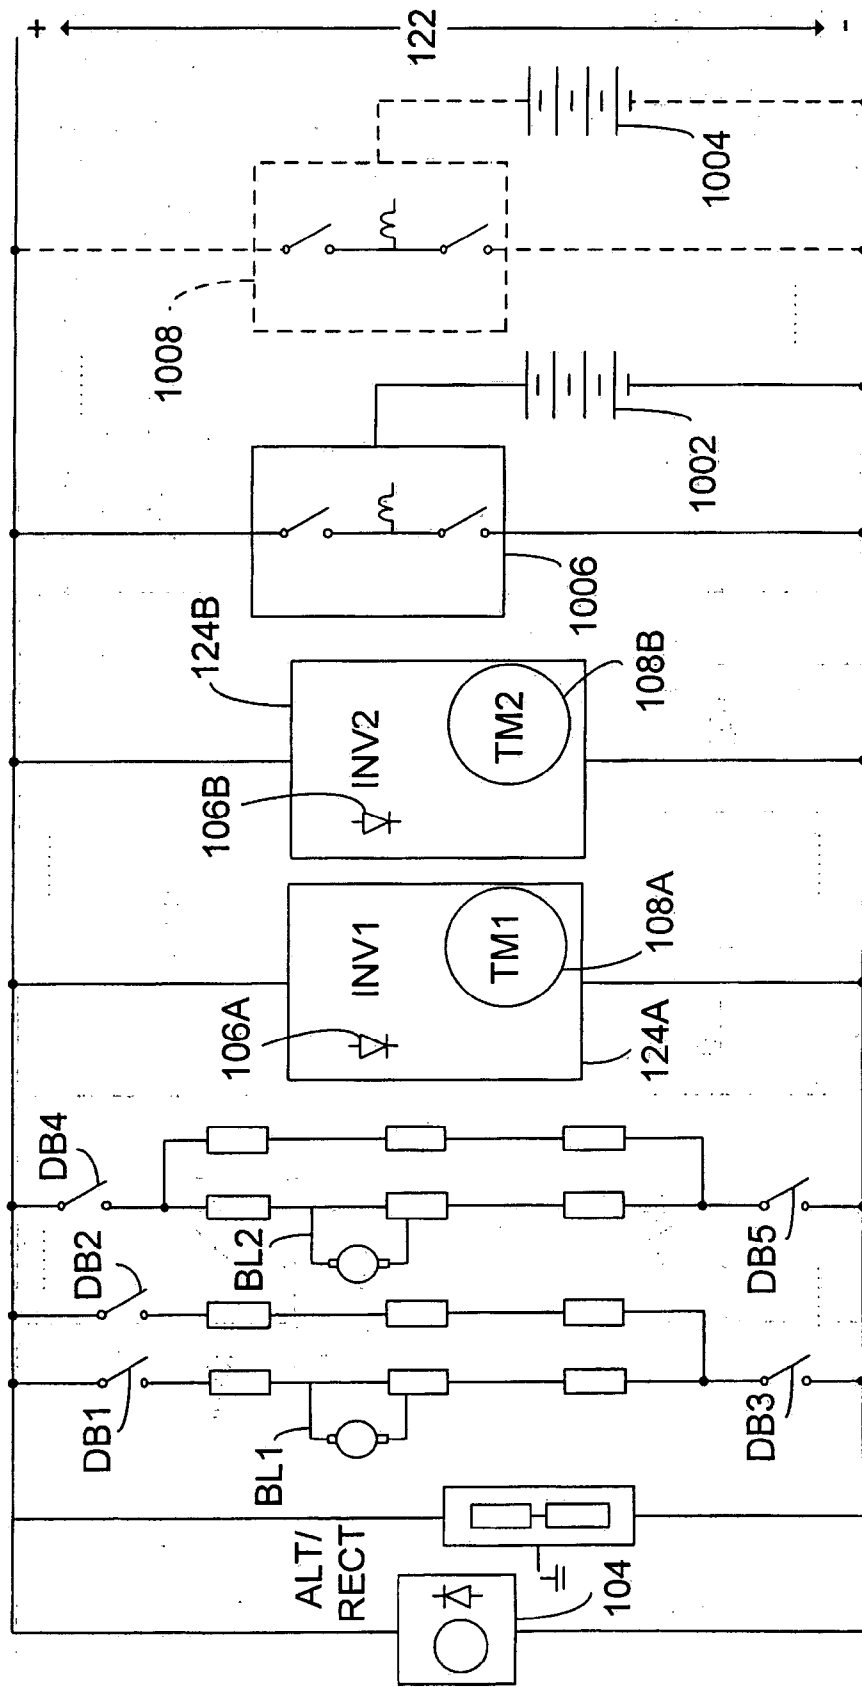 ALT/
RECT
104
BL1
DB1
DB2
DB3
BL2
DB4
DB5
106A
INV1
TM1
108A
124A
106B
INV2
TM2
108B
124B
1006
1002
1008
1004
+
122
-